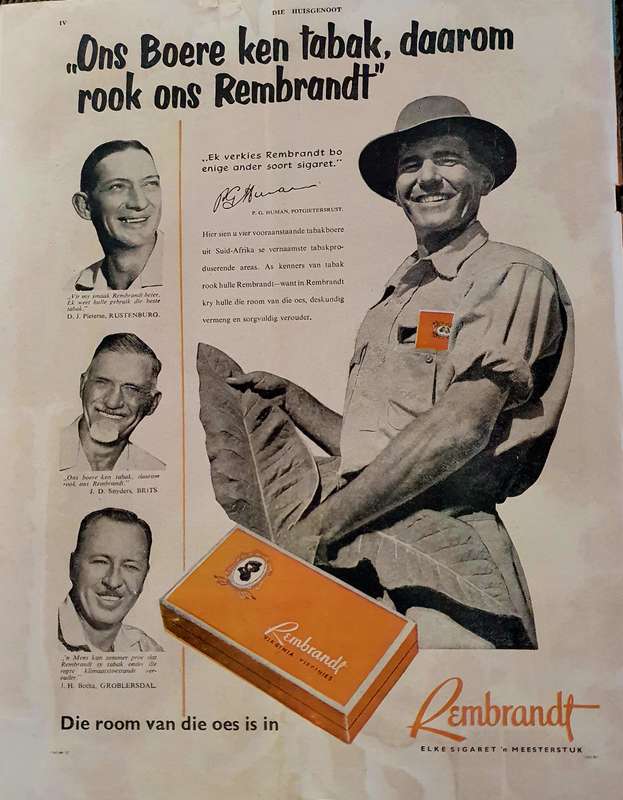 IV
DIE HUISGENOOT
„Ons Boere ken tabak, daarom
rook ons Rembrandt"
„Ek verkies Rembrandt bo
enige ander soort sigaret."
P. G. HUMAN, POTGIETERSRUST.
Hier sien u vier vooraanstaande tabakboere
uit Suid-Afrika se vernaamste tabakpro-
duserende areas. As kenners van tabak
rook hulle Rembrandt—want in Rembrandt
kry hulle die room van die oes, deskundig
vermeng en sorgvuldig verouder.
„Vir my smaak Rembrandt beter.
Ek weet hulle gebruik die beste
tabak."
D. J. Pieterse, RUSTENBURG.
„Ons boere ken tabak, daarom
rook ons Rembrandt."
J. D. Snyders, BRITS
„'n Mens kan sommer proe dat
Rembrandt sy tabak onder die
regte klimaatstoestande ver-
ouder"
J. H. Botha, GROBLERSDAL.
Rembrandt
VIRGINIA
Die room van die oes is in
Rembrandt
ELKE SIGARET 'n MEESTERSTUK